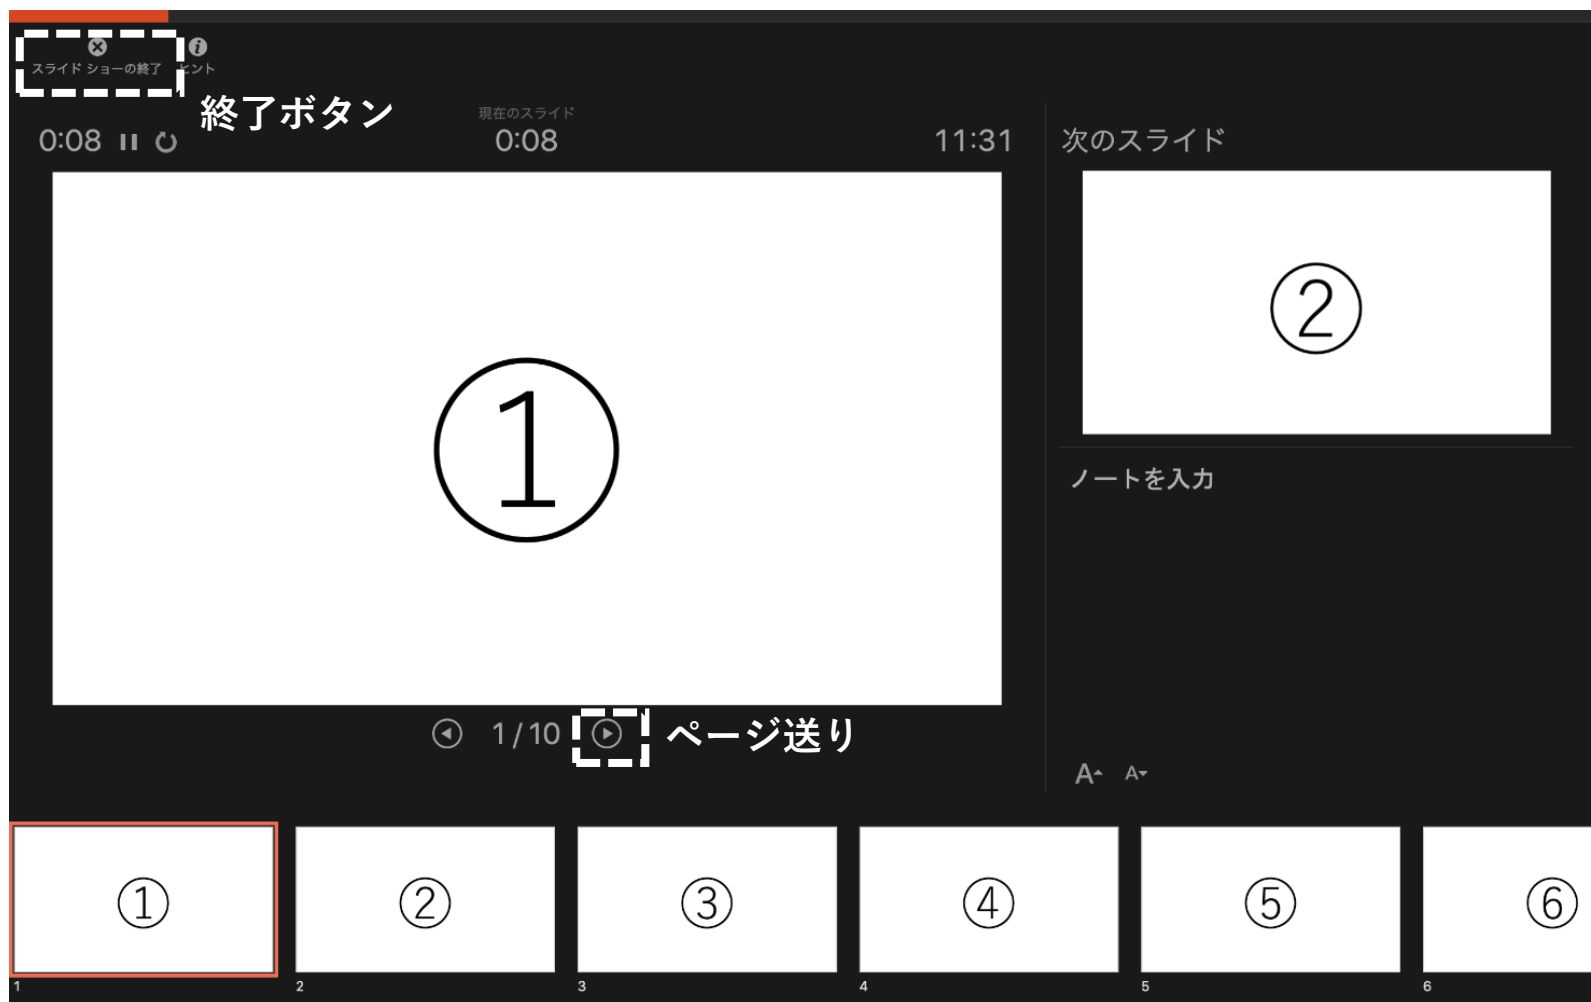 スライド ショーの終了
ヒント
終了ボタン
0:08
現在のスライド
0:08
11:31
次のスライド
①
②
ノートを入力
1/10
ページ送り
A A
①
②
③
④
⑤
⑥
1
2
3
4
5
6